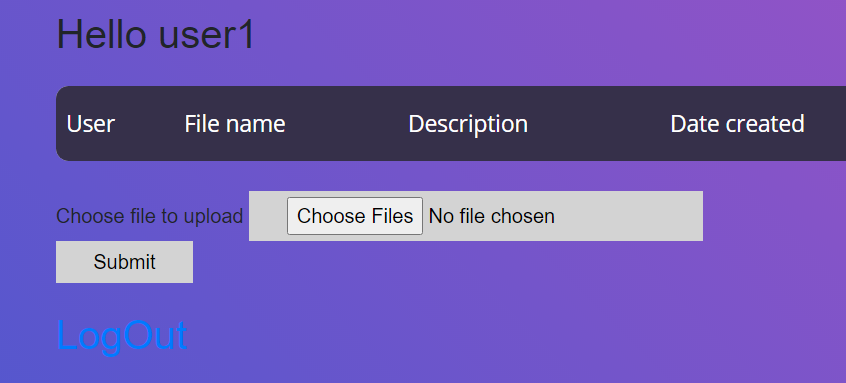 Hello user1
User File name Description Date created
Choose file to upload Choose Files No file chosen
Submit
LogOut